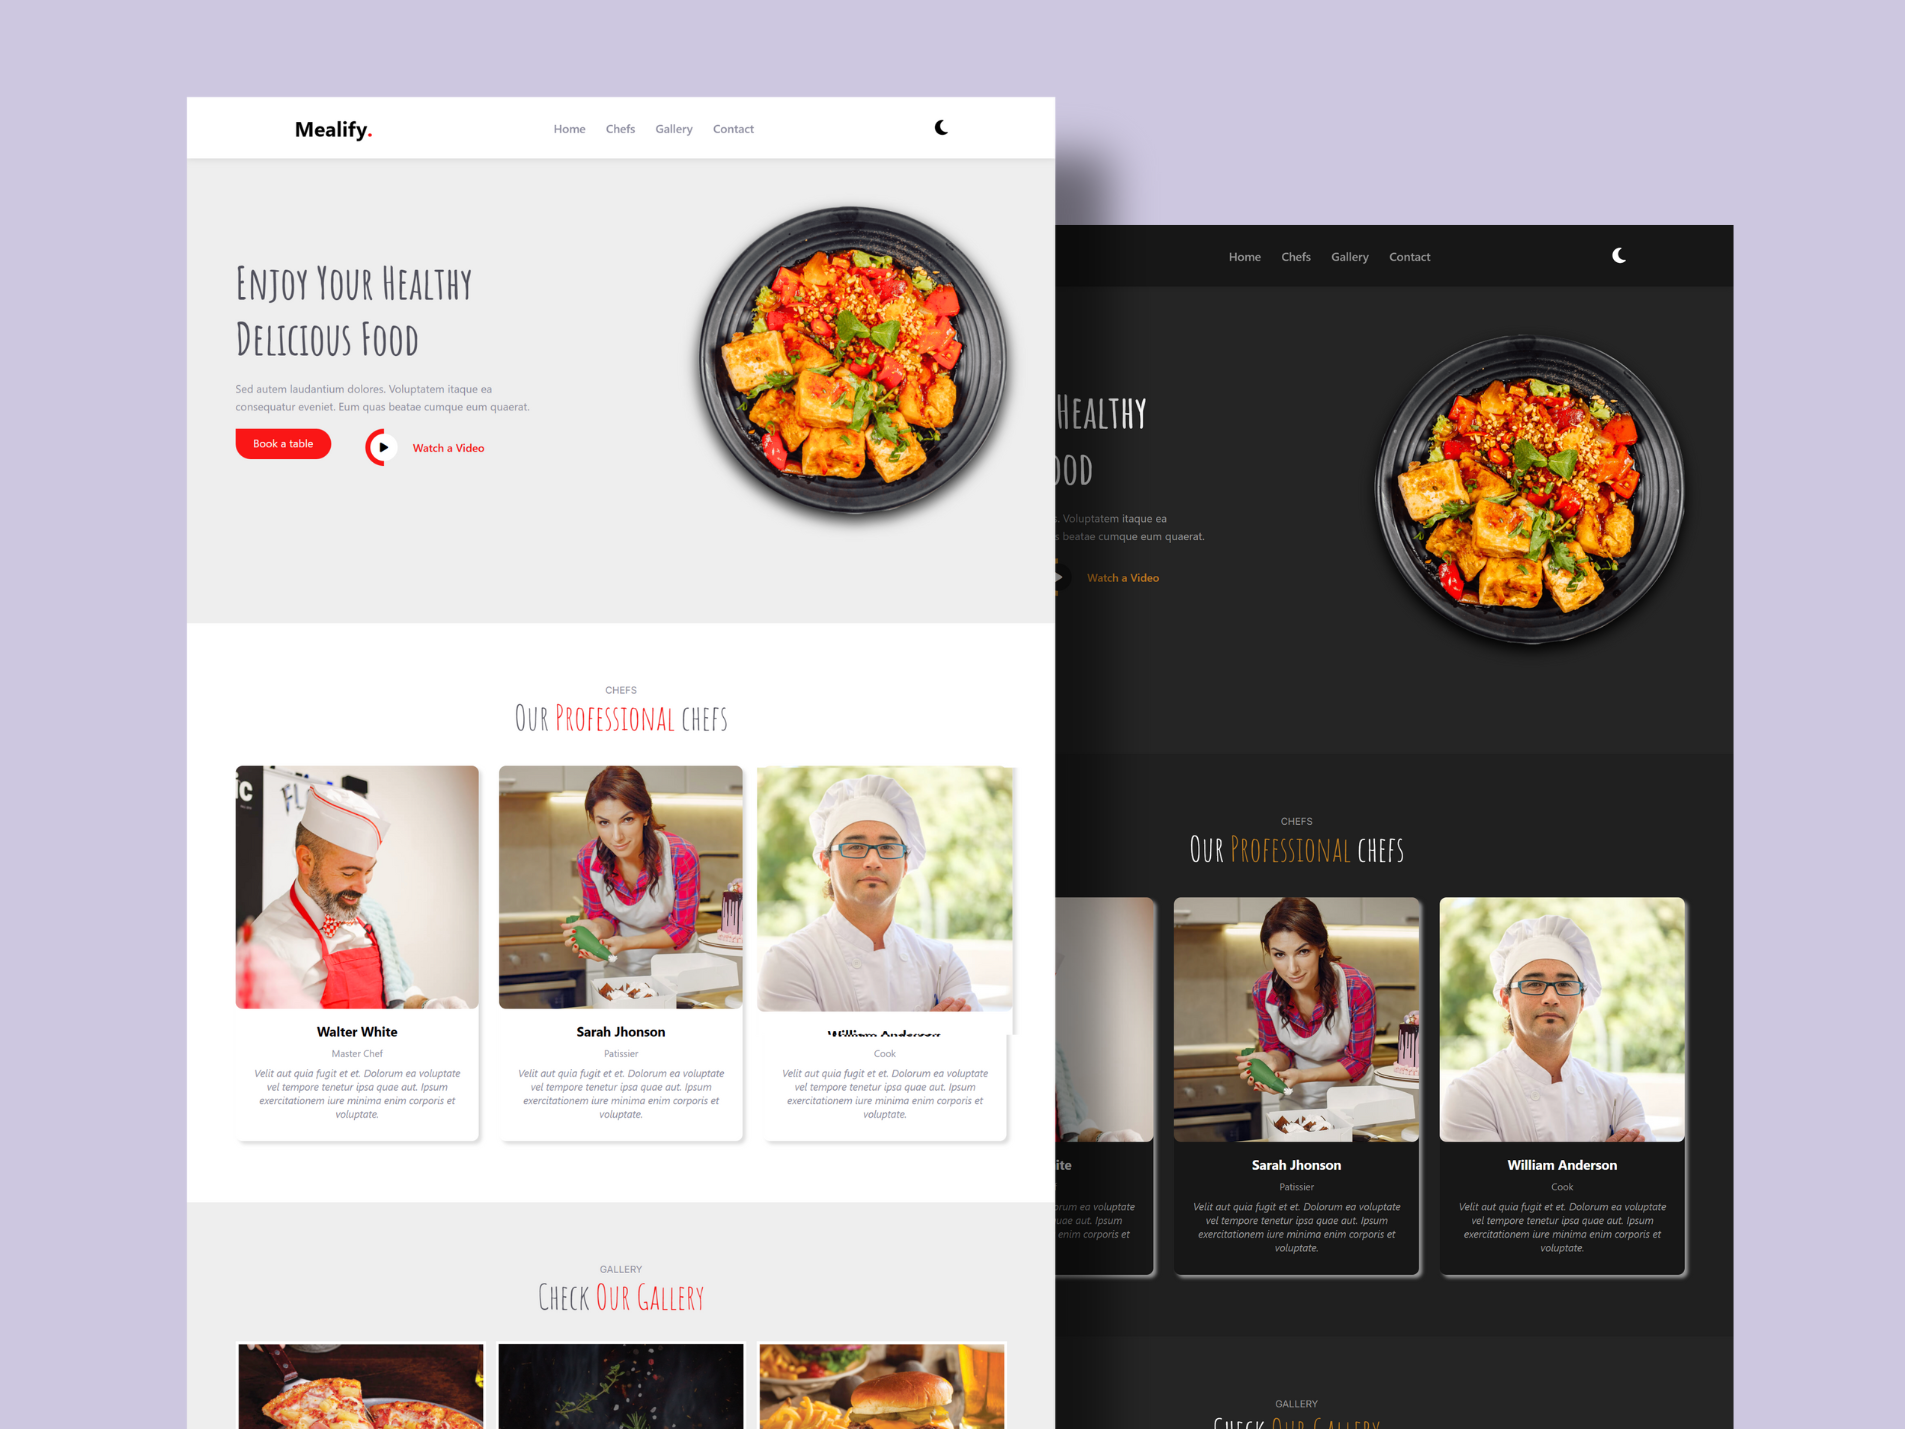 Mealify.
Home Chefs Gallery Contact
Enjoy Your Healthy
Delicious Food
Sed autem laudantium dolores. Voluptatem itaque ea
consequatur eveniet. Eum quas beatae cumque eum quaerat.
Book a table
Watch a Video
CHEFS
Our Professional chefs
Walter White
Master Chef
Velit aut quia fugit et et. Dolorum ea voluptate
vel tempore tenetur ipsa quae aut. Ipsum
exercitationem iure minima enim corporis et
voluptate.
Sarah Jhonson
Patissier
Velit aut quia fugit et et. Dolorum ea voluptate
vel tempore tenetur ipsa quae aut. Ipsum
exercitationem iure minima enim corporis et
voluptate.
William Anderson
Cook
Velit aut quia fugit et et. Dolorum ea voluptate
vel tempore tenetur ipsa quae aut. Ipsum
exercitationem iure minima enim corporis et
voluptate.
GALLERY
Check Our Gallery
Home Chefs Gallery Contact
Healthy
. Voluptatem itaque ea
beatae cumque eum quaerat.
Watch a Video
CHEFS
Our Professional chefs
voluptate
aut. Ipsum
enim corporis et
Sarah Jhonson
Patissier
Velit aut quia fugit et et. Dolorum ea voluptate
vel tempore tenetur ipsa quae aut. Ipsum
exercitationem iure minima enim corporis et
voluptate.
William Anderson
Cook
Velit aut quia fugit et et. Dolorum ea voluptate
vel tempore tenetur ipsa quae aut. Ipsum
exercitationem iure minima enim corporis et
voluptate.
GALLERY
Check Our Gallery